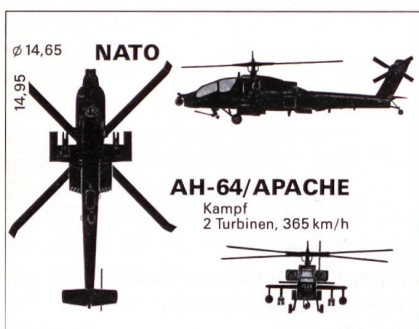 ⌀ 14,65
NATO
14,95
AH-64/APACHE
Kampf
2 Turbinen, 365 km/h